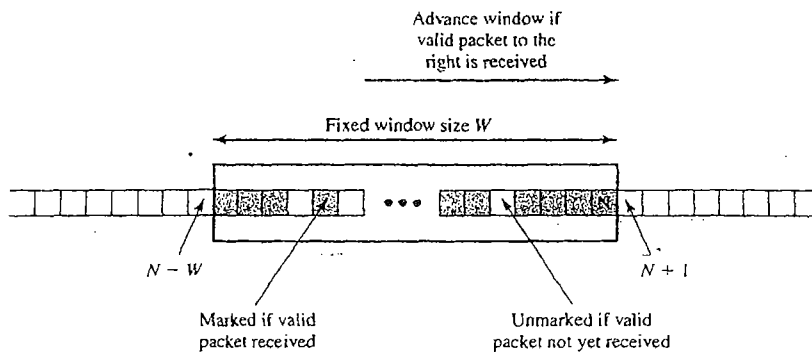 Advance window if
valid packet to the
right is received
Fixed window size W
N
N − W
N + 1
Marked if valid
packet received
Unmarked if valid
packet not yet received